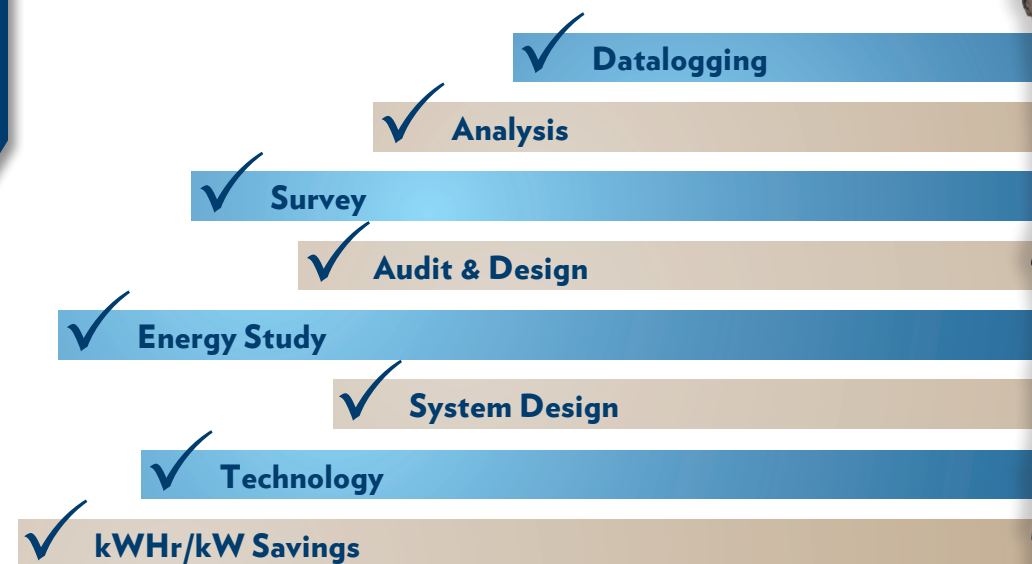 Datalogging
Analysis
Survey
Audit & Design
Energy Study
System Design
Technology
kWHr/kW Savings